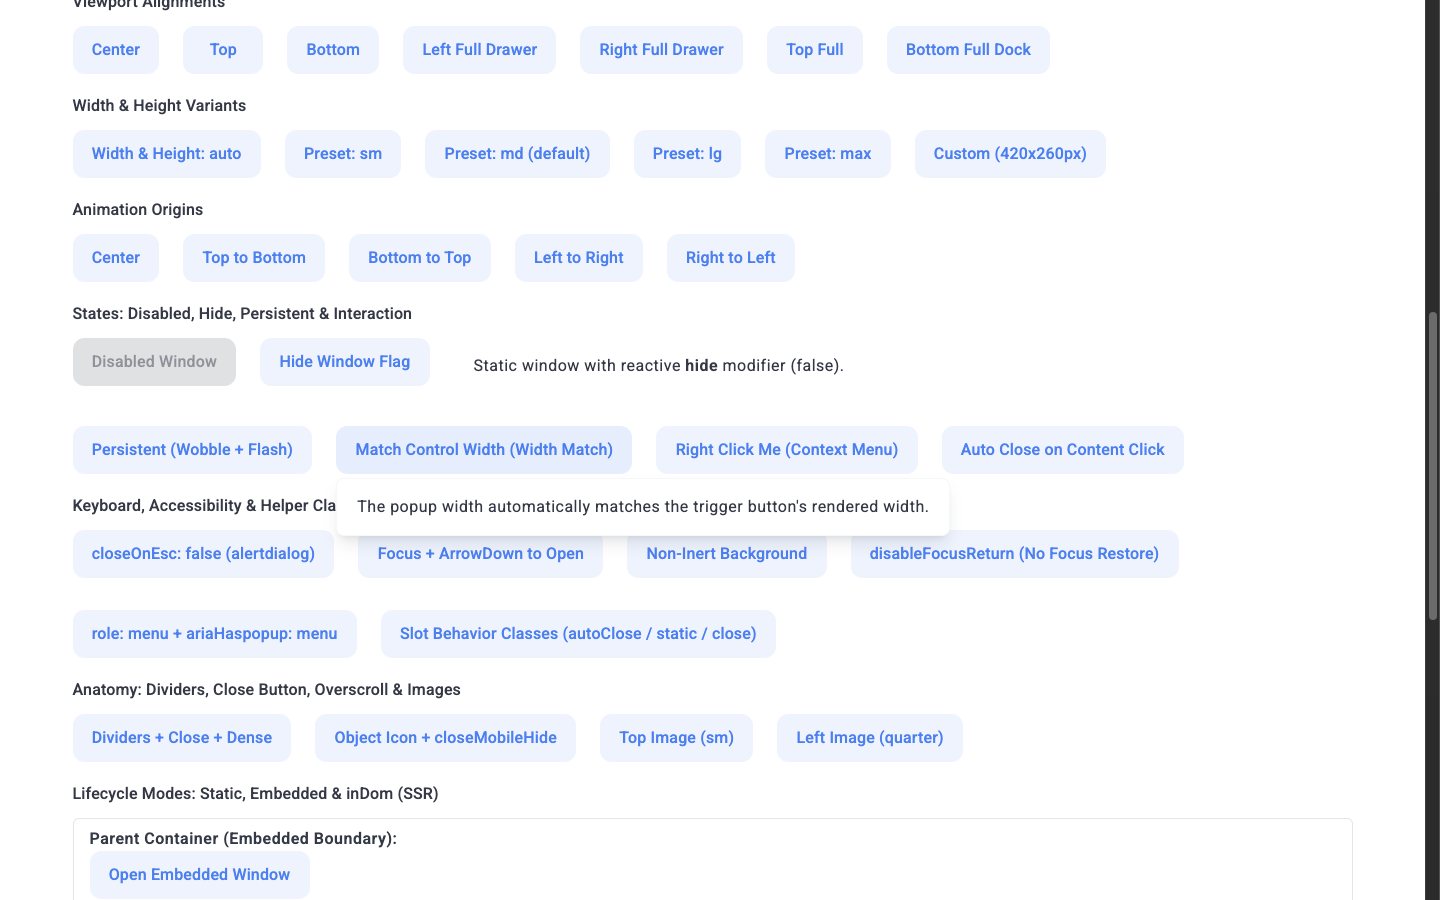 Viewport Alignments
Center Top Bottom Left Full Drawer Right Full Drawer Top Full Bottom Full Dock
Width & Height Variants
Width & Height: auto Preset: sm Preset: md (default) Preset: lg Preset: max Custom (420x260px)
Animation Origins
Center Top to Bottom Bottom to Top Left to Right Right to Left
States: Disabled, Hide, Persistent & Interaction
Disabled Window Hide Window Flag Static window with reactive hide modifier (false).
Persistent (Wobble + Flash) Match Control Width (Width Match) Right Click Me (Context Menu) Auto Close on Content Click
Keyboard, Accessibility & Helper Cla
The popup width automatically matches the trigger button's rendered width.
closeOnEsc: false (alertdialog) Focus + ArrowDown to Open Non-Inert Background disableFocusReturn (No Focus Restore)
role: menu + ariaHaspopup: menu Slot Behavior Classes (autoClose / static / close)
Anatomy: Dividers, Close Button, Overscroll & Images
Dividers + Close + Dense Object Icon + closeMobileHide Top Image (sm) Left Image (quarter)
Lifecycle Modes: Static, Embedded & inDom (SSR)
Parent Container (Embedded Boundary):
Open Embedded Window